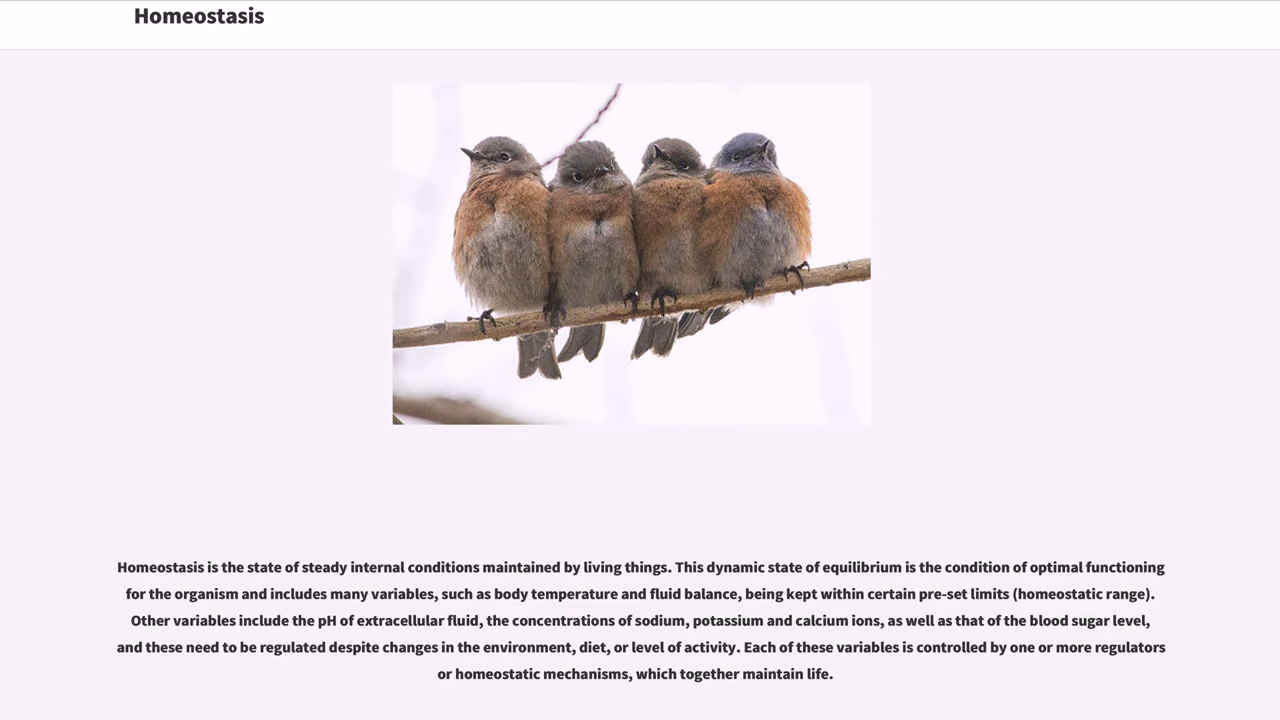 Homeostasis
Homeostasis is the state of steady internal conditions maintained by living things. This dynamic state of equilibrium is the condition of optimal functioning
for the organism and includes many variables, such as body temperature and fluid balance, being kept within certain pre-set limits (homeostatic range).
Other variables include the pH of extracellular fluid, the concentrations of sodium, potassium and calcium ions, as well as that of the blood sugar level,
and these need to be regulated despite changes in the environment, diet, or level of activity. Each of these variables is controlled by one or more regulators
or homeostatic mechanisms, which together maintain life.